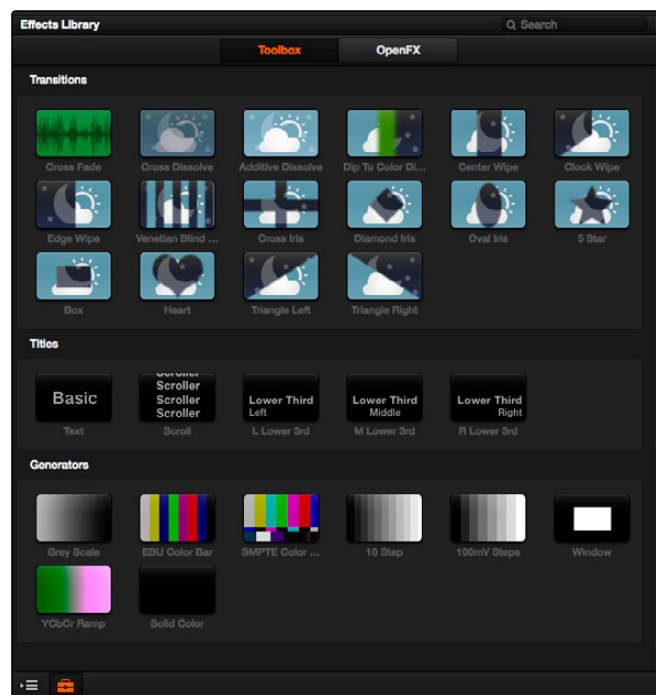 Effects Library
Search
Toolbox OpenFX
Transitions
Cross Fade Cross Dissolve Additive Dissolve Dip To Color Di... Center Wipe Clock Wipe
Edge Wipe Venetian Blind ... Cross Iris Diamond Iris Oval Iris 5 Star
Box Heart Triangle Left Triangle Right
Titles
Basic
Scroller
Scroller
Scroller
Scroller
Lower Third
Left
Lower Third
Middle
Lower Third
Right
Text Scroll L Lower 3rd M Lower 3rd R Lower 3rd
Generators
Grey Scale EBU Color Bar SMPTE Color ... 10 Step 100mV Steps Window
YCbCr Ramp Solid Color